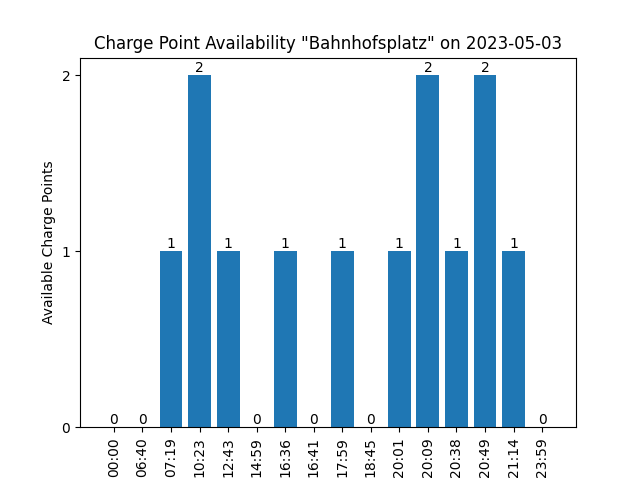 Charge Point Availability "Bahnhofsplatz" on 2023-05-03
Available Charge Points
2
1
0
0 0 1 2 1 0 1 0 1 0 1 2 1 2 1 0
00:00 06:40 07:19 10:23 12:43 14:59 16:36 16:41 17:59 18:45 20:01 20:09 20:38 20:49 21:14 23:59